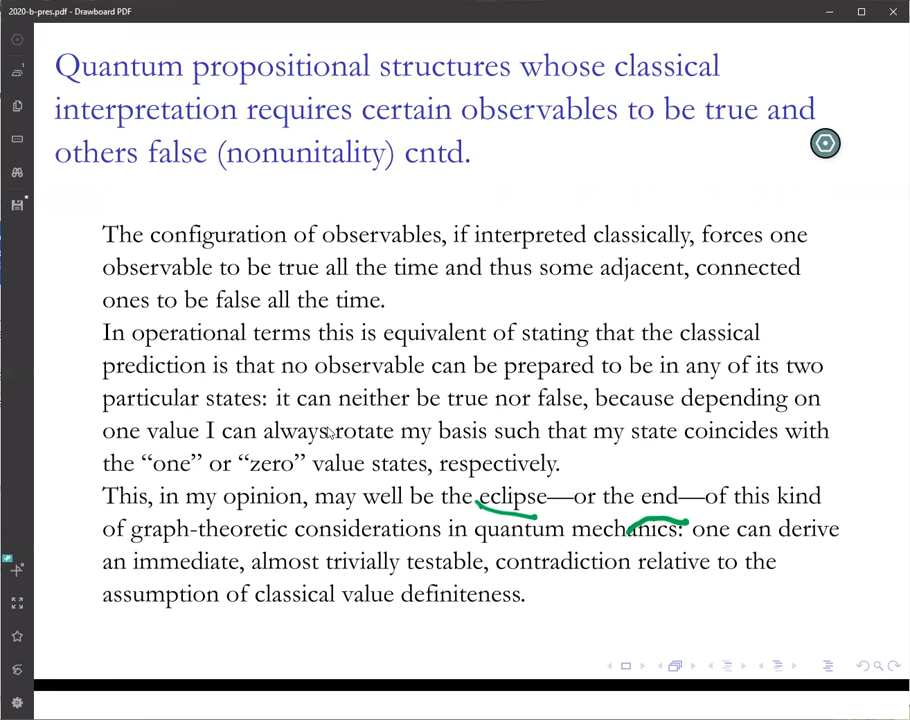 2020-b-pres.pdf - Drawboard PDF
Quantum propositional structures whose classical
interpretation requires certain observables to be true and
others false (nonunitality) cntd.
The configuration of observables, if interpreted classically, forces one
observable to be true all the time and thus some adjacent, connected
ones to be false all the time.
In operational terms this is equivalent of stating that the classical
prediction is that no observable can be prepared to be in any of its two
particular states: it can neither be true nor false, because depending on
one value I can always rotate my basis such that my state coincides with
the “one” or “zero” value states, respectively.
This, in my opinion, may well be the eclipse—or the end—of this kind
of graph-theoretic considerations in quantum mechanics: one can derive
an immediate, almost trivially testable, contradiction relative to the
assumption of classical value definiteness.